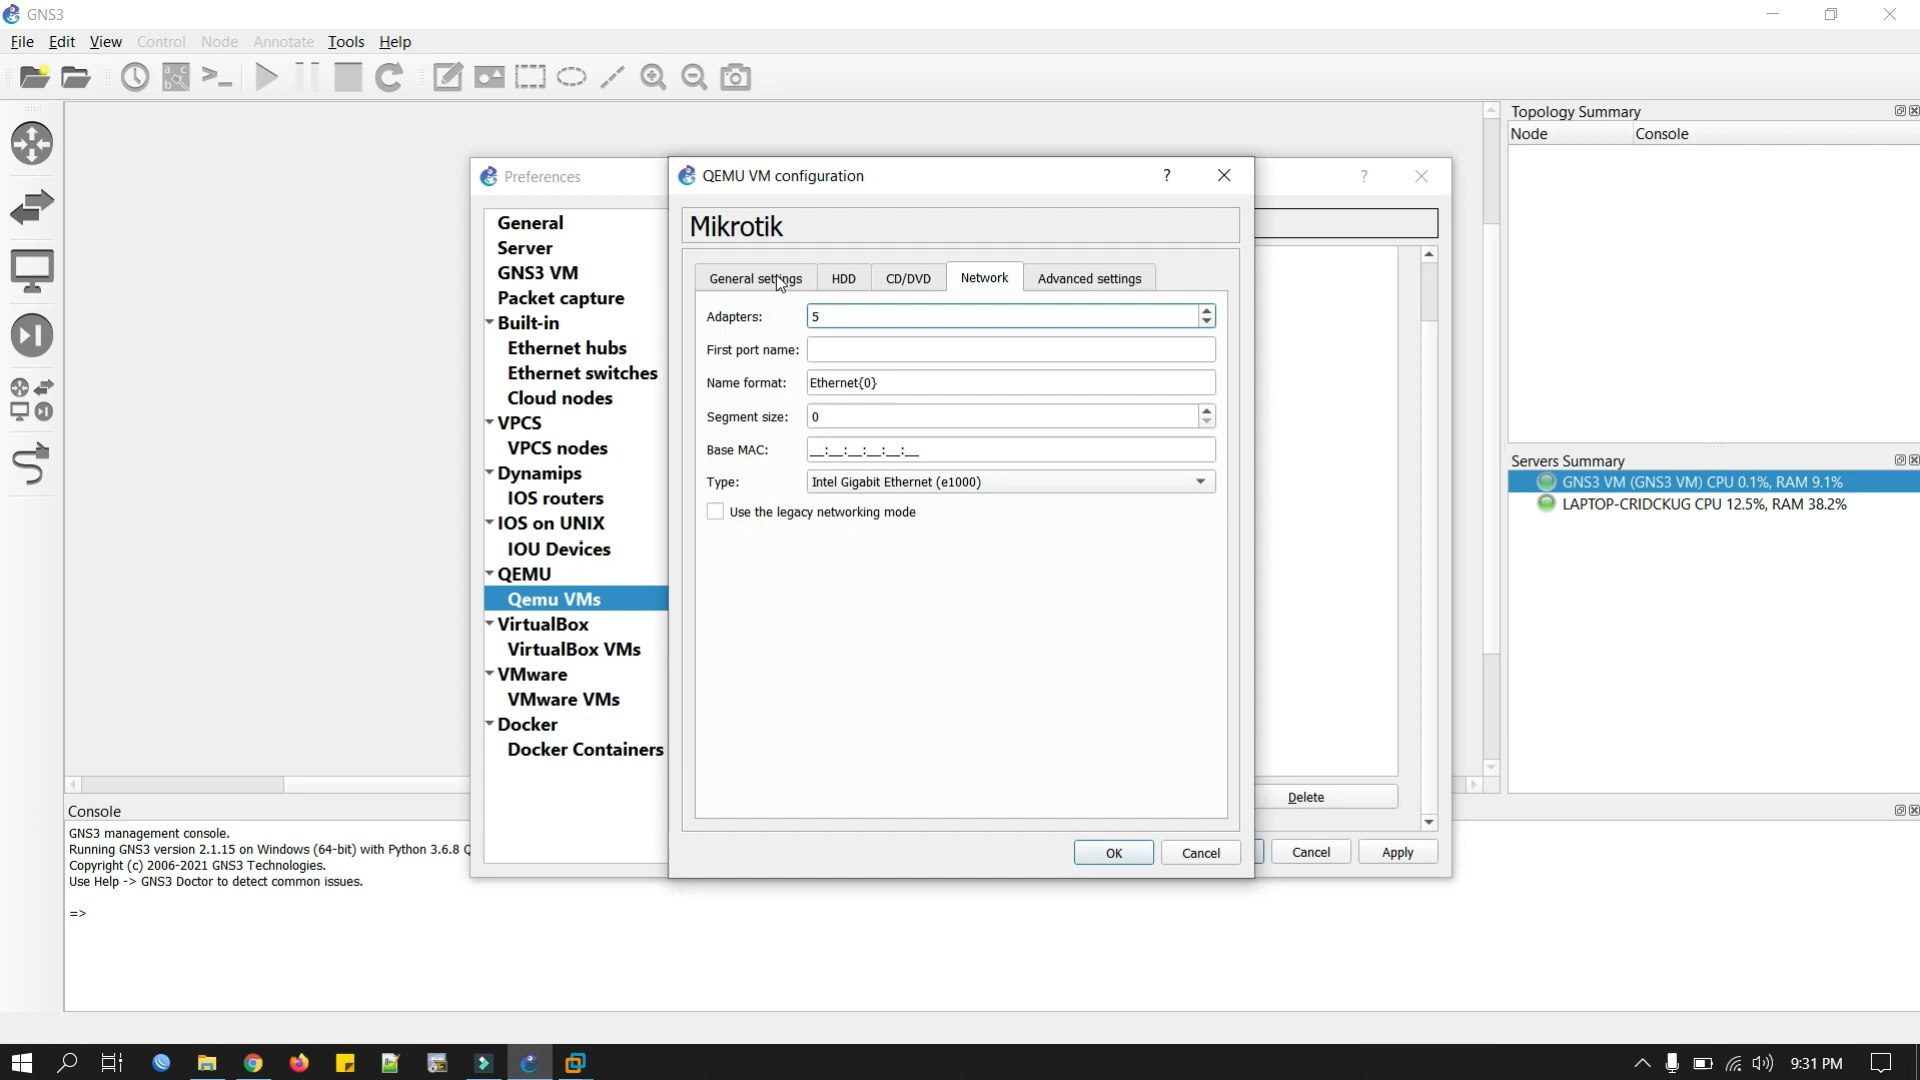 GNS3
File Edit View Control Node Annotate Tools Help
Topology Summary
Node Console
Preferences
General
Server
GNS3 VM
Packet capture
Built-in
Ethernet hubs
Ethernet switches
Cloud nodes
VPCS
VPCS nodes
Dynamips
IOS routers
IOS on UNIX
IOU Devices
QEMU
Qemu VMs
VirtualBox
VirtualBox VMs
VMware
VMware VMs
Docker
Docker Containers
QEMU VM configuration
Mikrotik
General settings HDD CD/DVD Network Advanced settings
Adapters: 5
First port name:
Name format: Ethernet{0}
Segment size: 0
Base MAC: __:__:__:__:__:__
Type: Intel Gigabit Ethernet (e1000)
Use the legacy networking mode
OK Cancel
Delete
Cancel Apply
Servers Summary
GNS3 VM (GNS3 VM) CPU 0.1%, RAM 9.1%
LAPTOP-CRIDCKUG CPU 12.5%, RAM 38.2%
Console
GNS3 management console.
Running GNS3 version 2.1.15 on Windows (64-bit) with Python 3.6.8 Q
Copyright (c) 2006-2021 GNS3 Technologies.
Use Help -> GNS3 Doctor to detect common issues.
=>
9:31 PM